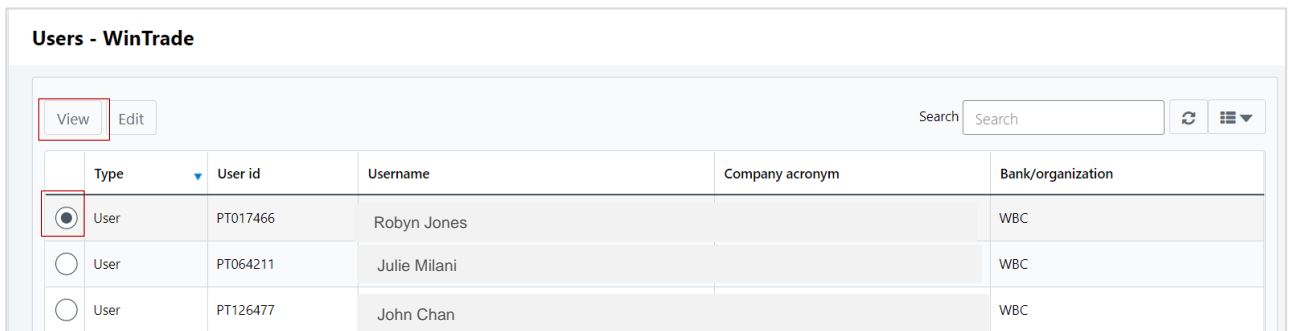 Users - WinTrade
View Edit Search Search
Type User id Username Company acronym Bank/organization
User PT017466 Robyn Jones WBC
User PT064211 Julie Milani WBC
User PT126477 John Chan WBC